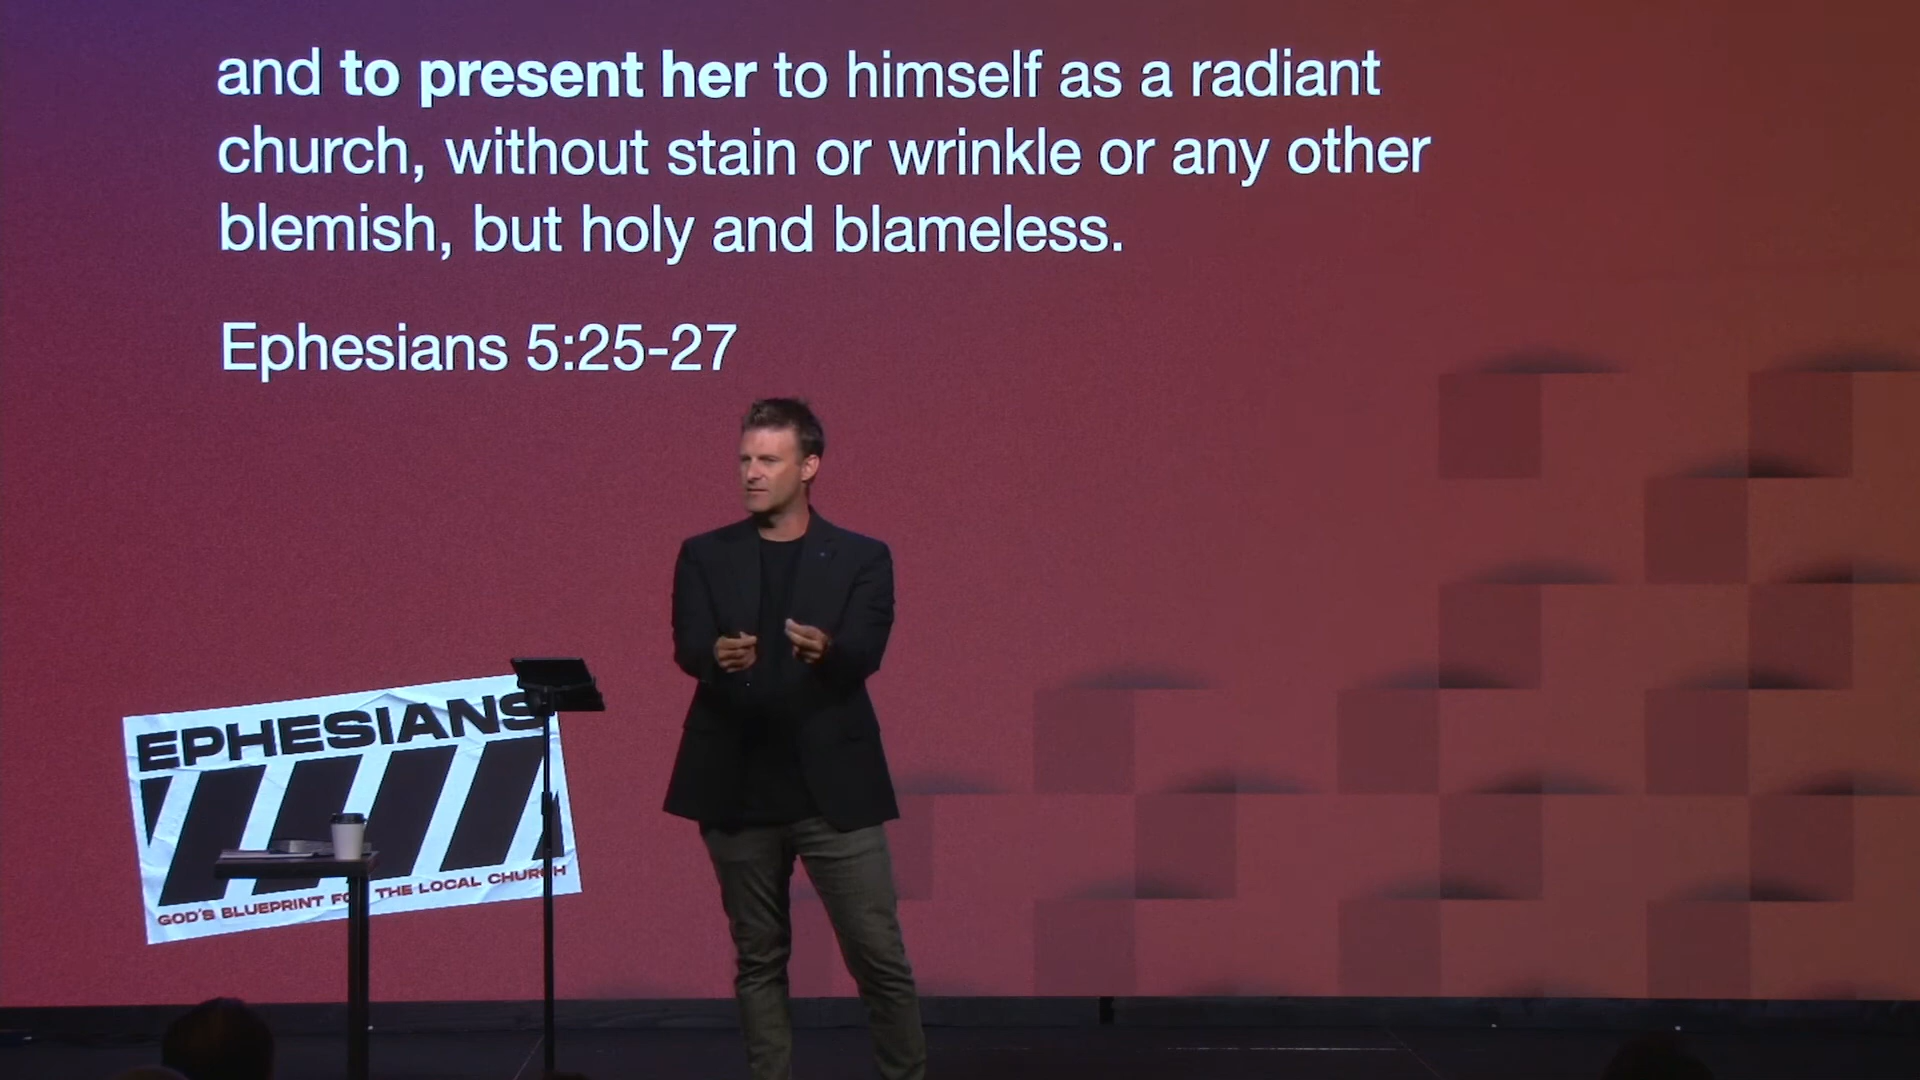 and to present her to himself as a radiant
church, without stain or wrinkle or any other
blemish, but holy and blameless.
Ephesians 5:25-27
EPHESIANS
GOD'S BLUEPRINT FOR THE LOCAL CHURCH